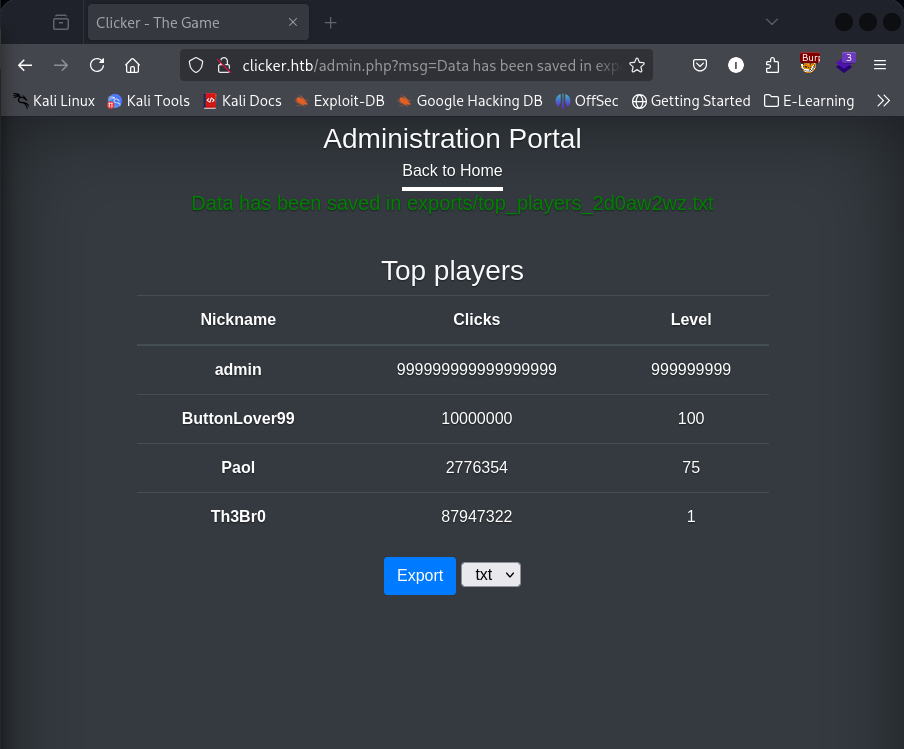 Clicker - The Game
clicker.htb/admin.php?msg=Data has been saved in exp
Burp
3
Kali Linux Kali Tools Kali Docs Exploit-DB Google Hacking DB OffSec Getting Started E-Learning
Administration Portal
Back to Home
Data has been saved in exports/top_players_2d0aw2wz.txt
Top players
Nickname Clicks Level
admin 999999999999999999 999999999
ButtonLover99 10000000 100
Paol 2776354 75
Th3Br0 87947322 1
Export txt